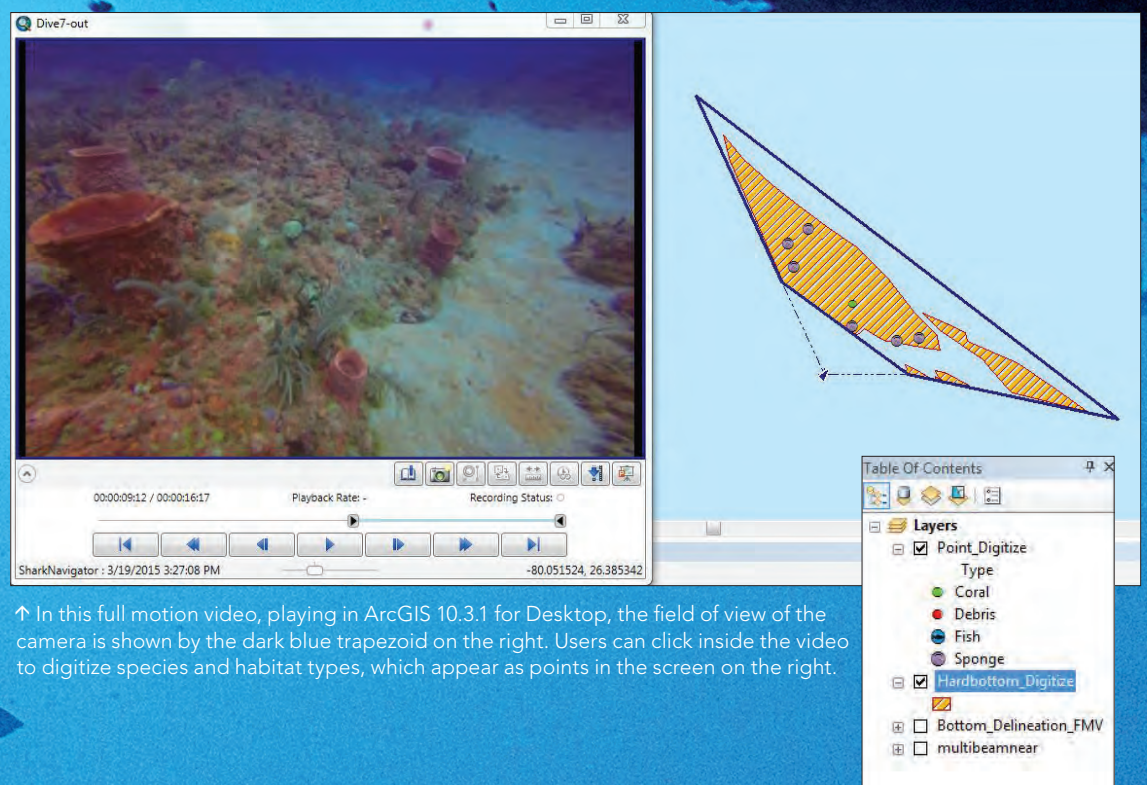 Dive7-out
00:00:09:12 / 00:00:16:17 Playback Rate: - Recording Status:
SharkNavigator : 3/19/2015 3:27:08 PM -80.051524, 26.385342
Table Of Contents
Layers
Point_Digitize
Type
Coral
Debris
Fish
Sponge
Hardbottom_Digitize
Bottom_Delineation_FMV
multibeamnear
↑ In this full motion video, playing in ArcGIS 10.3.1 for Desktop, the field of view of the
camera is shown by the dark blue trapezoid on the right. Users can click inside the video
to digitize species and habitat types, which appear as points in the screen on the right.